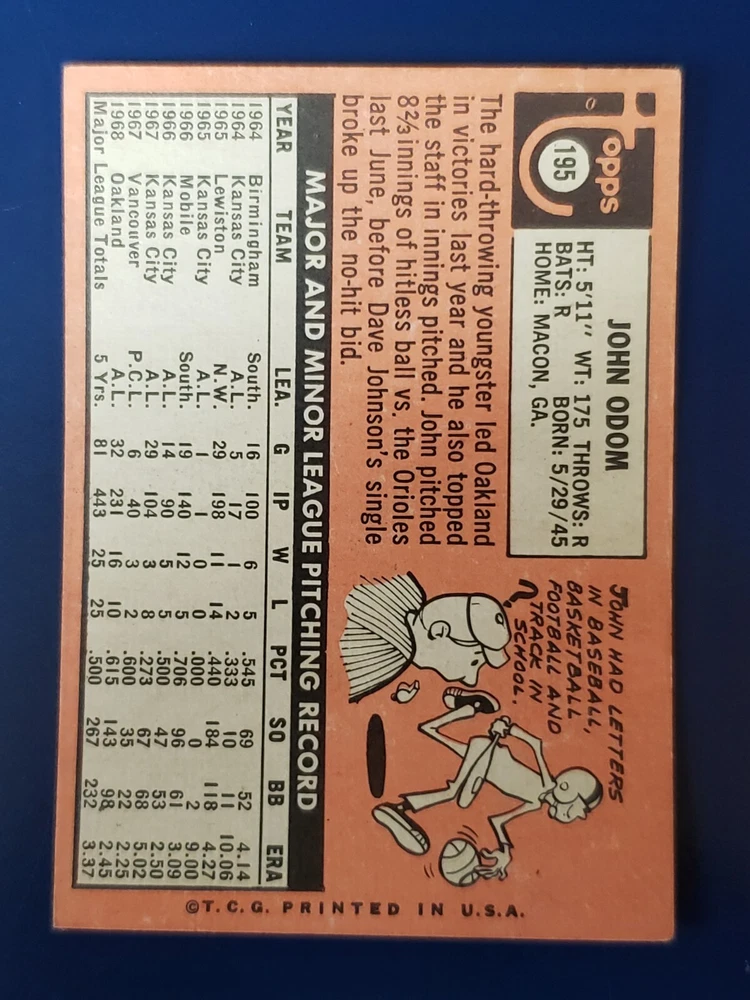 Topps
195
JOHN ODOM
HT: 5'11" WT: 175 THROWS: R
BATS: R BORN: 5/29/45
HOME: MACON, GA.
The hard-throwing youngster led Oakland
in victories last year and he also topped
the staff in innings pitched. John pitched
8⅔ innings of hitless ball vs. the Orioles
last June, before Dave Johnson's single
broke up the no-hit bid.
JOHN HAD LETTERS
IN BASEBALL,
BASKETBALL
FOOTBALL AND
TRACK IN
SCHOOL.
?
MAJOR AND MINOR LEAGUE PITCHING RECORD
YEAR TEAM LEA. G IP W L PCT SO BB ERA
1964 Birmingham South. 16 100 6 5 .545 69 52 4.14
1964 Kansas City A.L. 5 17 1 2 .333 10 11 10.06
1965 Lewiston N.W. 29 198 11 14 .440 184 118 4.27
1965 Kansas City A.L. 1 1 0 0 .000 0 2 9.00
1966 Mobile South. 19 140 12 5 .706 96 61 3.09
1966 Kansas City A.L. 14 90 5 5 .500 47 53 2.50
1967 Kansas City A.L. 29 104 3 8 .273 67 68 5.02
1967 Vancouver P.C.L. 6 40 3 2 .600 35 22 2.25
1968 Oakland A.L. 32 231 16 10 .615 143 98 2.45
Major League Totals 5 Yrs. 81 443 25 25 .500 267 232 3.37
©T.C.G. PRINTED IN U.S.A.